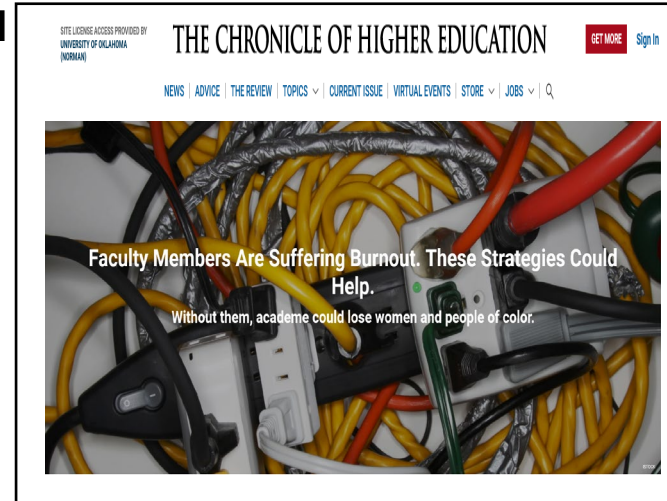 SITE LICENSE ACCESS PROVIDED BY
UNIVERSITY OF OKLAHOMA
(NORMAN)
THE CHRONICLE OF HIGHER EDUCATION
GET MORE
Sign In
NEWS | ADVICE | THE REVIEW | TOPICS | CURRENT ISSUE | VIRTUAL EVENTS | STORE | JOBS
Faculty Members Are Suffering Burnout. These Strategies Could
Help.
Without them, academe could lose women and people of color.